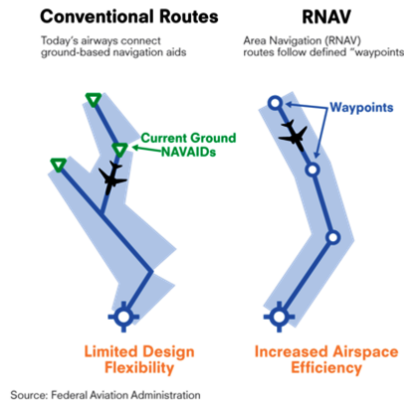 Conventional Routes
Today's airways connect
ground-based navigation aids
RNAV
Area Navigation (RNAV)
routes follow defined "waypoints
Current Ground
NAVAIDs
Waypoints
Limited Design
Flexibility
Increased Airspace
Efficiency
Source: Federal Aviation Administration